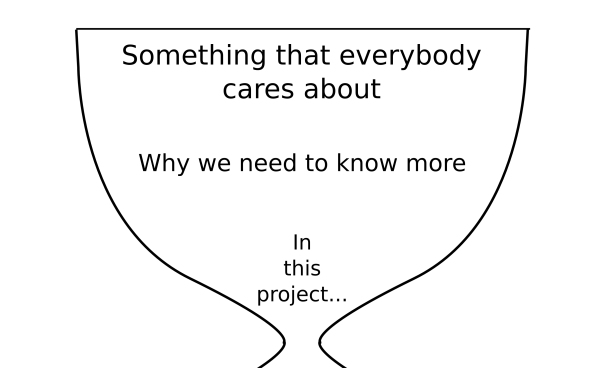 Something that everybody
cares about
Why we need to know more
In
this
project...